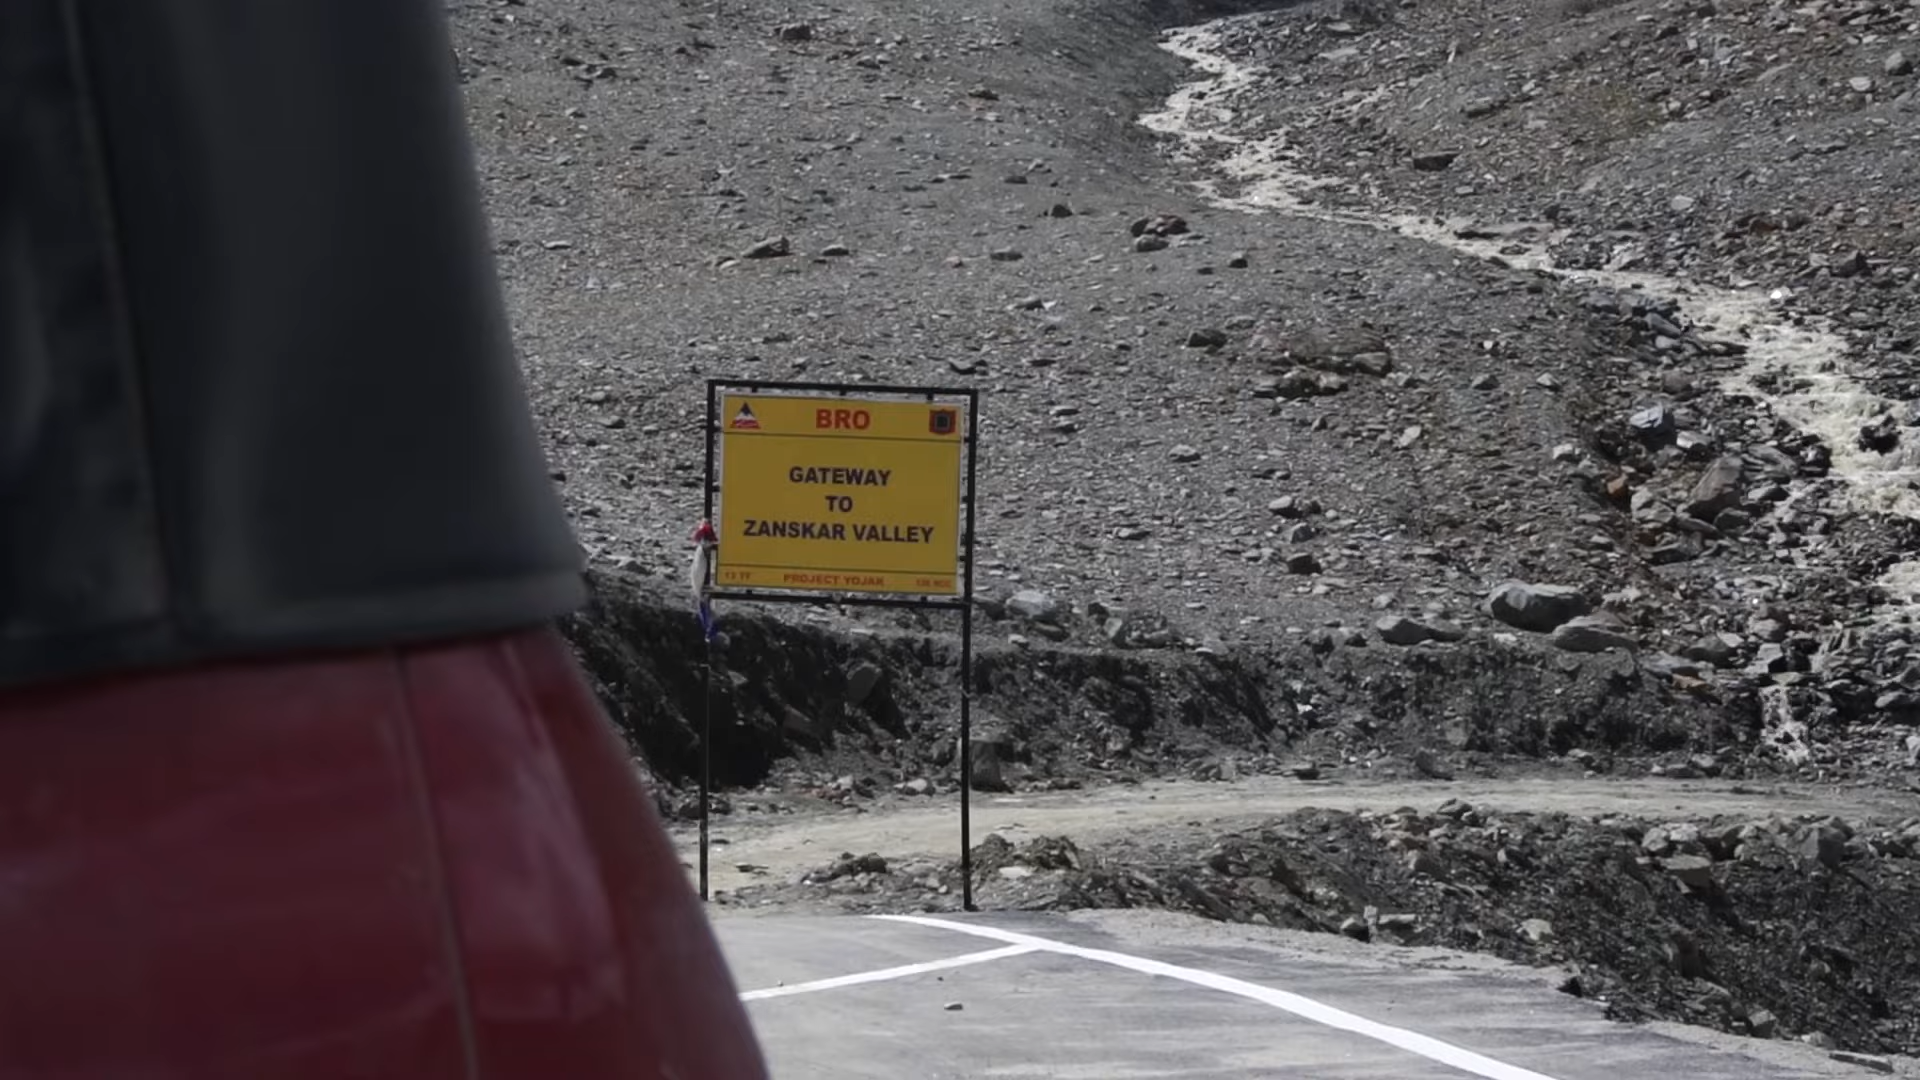 BRO
GATEWAY
TO
ZANSKAR VALLEY
PROJECT YOJAK